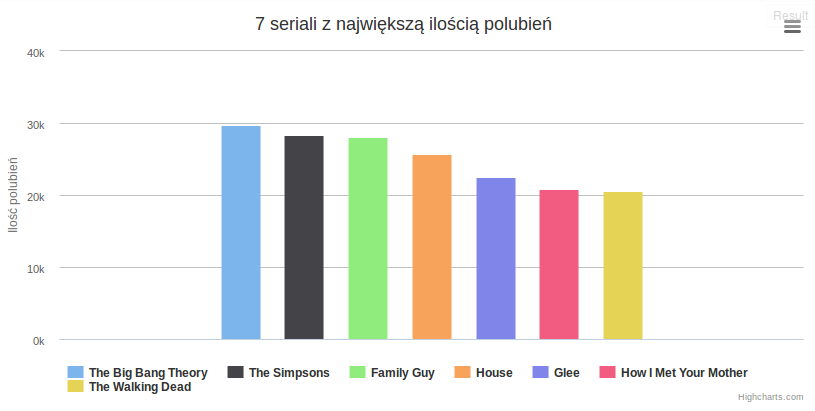 Result
7 seriali z największą ilością polubień
40k
30k
20k
10k
0k
Ilość polubień
The Big Bang Theory The Simpsons Family Guy House Glee How I Met Your Mother
The Walking Dead
Highcharts.com